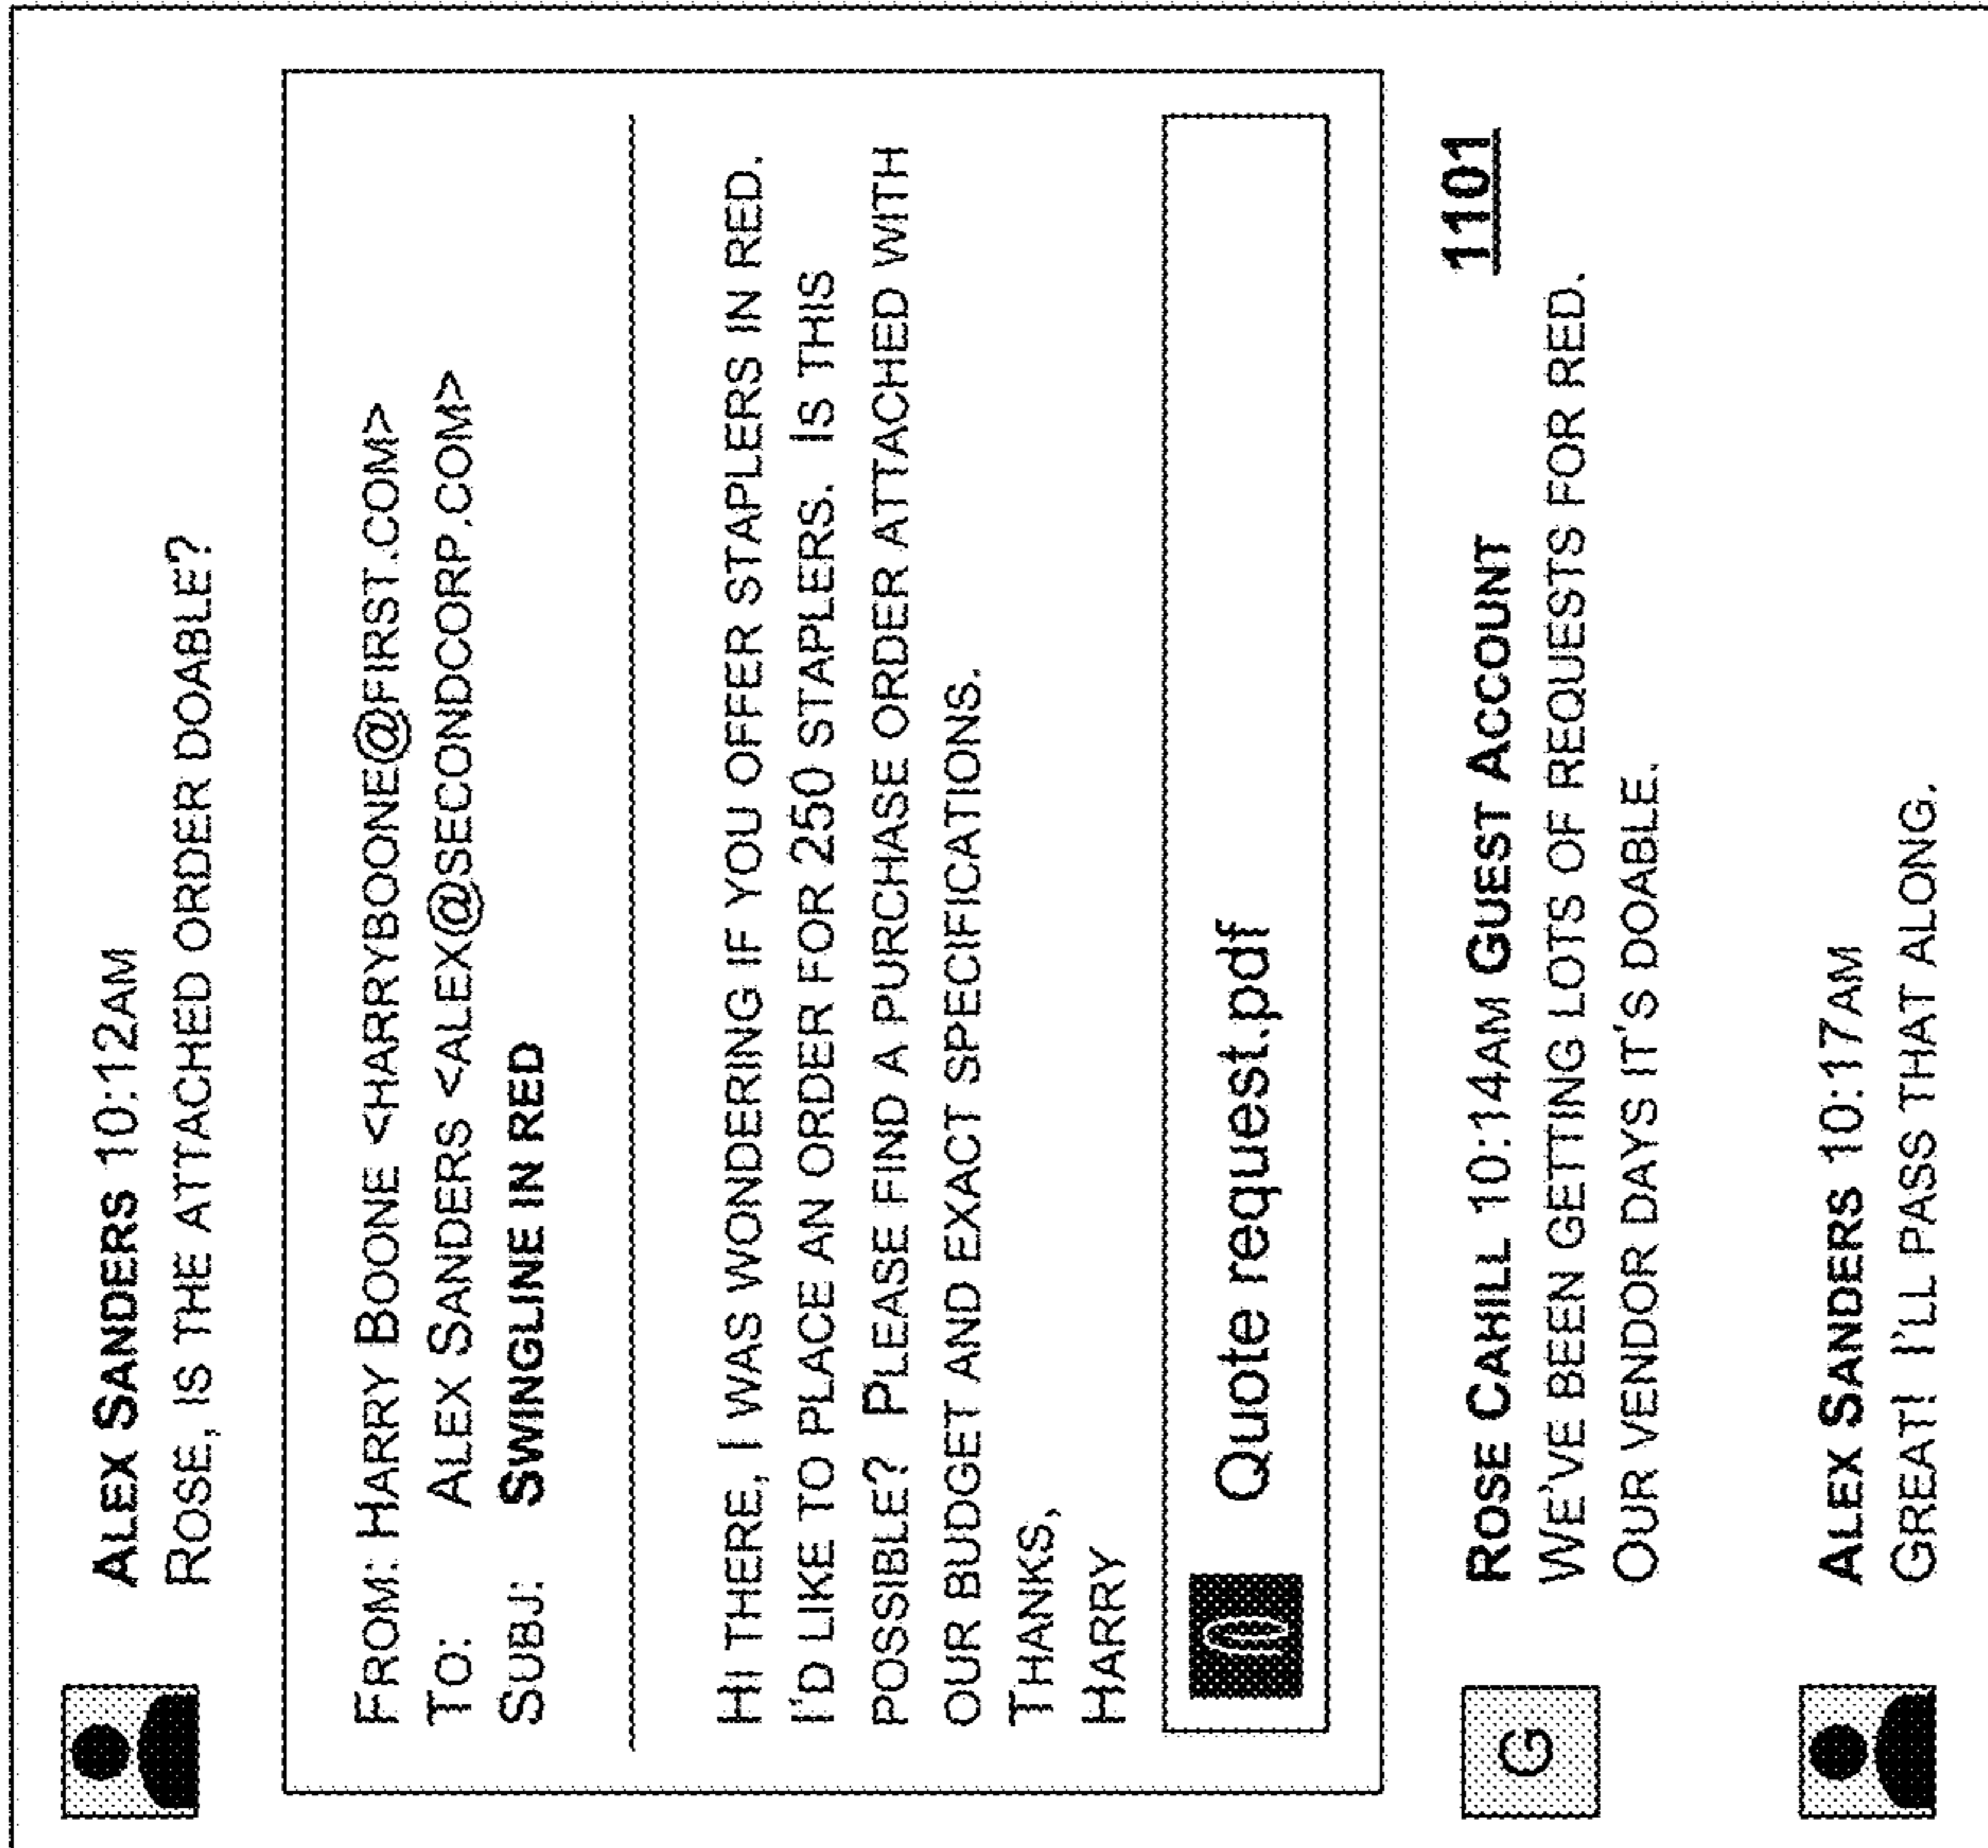 ALEX SANDERS 10:12AM
ROSE, IS THE ATTACHED ORDER DOABLE?
FROM: HARRY BOONE <HARRYBOONE@FIRST.COM>
TO: ALEX SANDERS <ALEX@SECONDCORP.COM>
SUBJ: SWINGLINE IN RED
HI THERE, I WAS WONDERING IF YOU OFFER STAPLERS IN RED.
I'D LIKE TO PLACE AN ORDER FOR 250 STAPLERS. IS THIS
POSSIBLE? PLEASE FIND A PURCHASE ORDER ATTACHED WITH
OUR BUDGET AND EXACT SPECIFICATIONS.
THANKS,
HARRY
Quote request.pdf
1101
G
ROSE CAHILL 10:14AM GUEST ACCOUNT
WE'VE BEEN GETTING LOTS OF REQUESTS FOR RED.
OUR VENDOR DAYS IT'S DOABLE.
ALEX SANDERS 10:17AM
GREAT! I'LL PASS THAT ALONG.